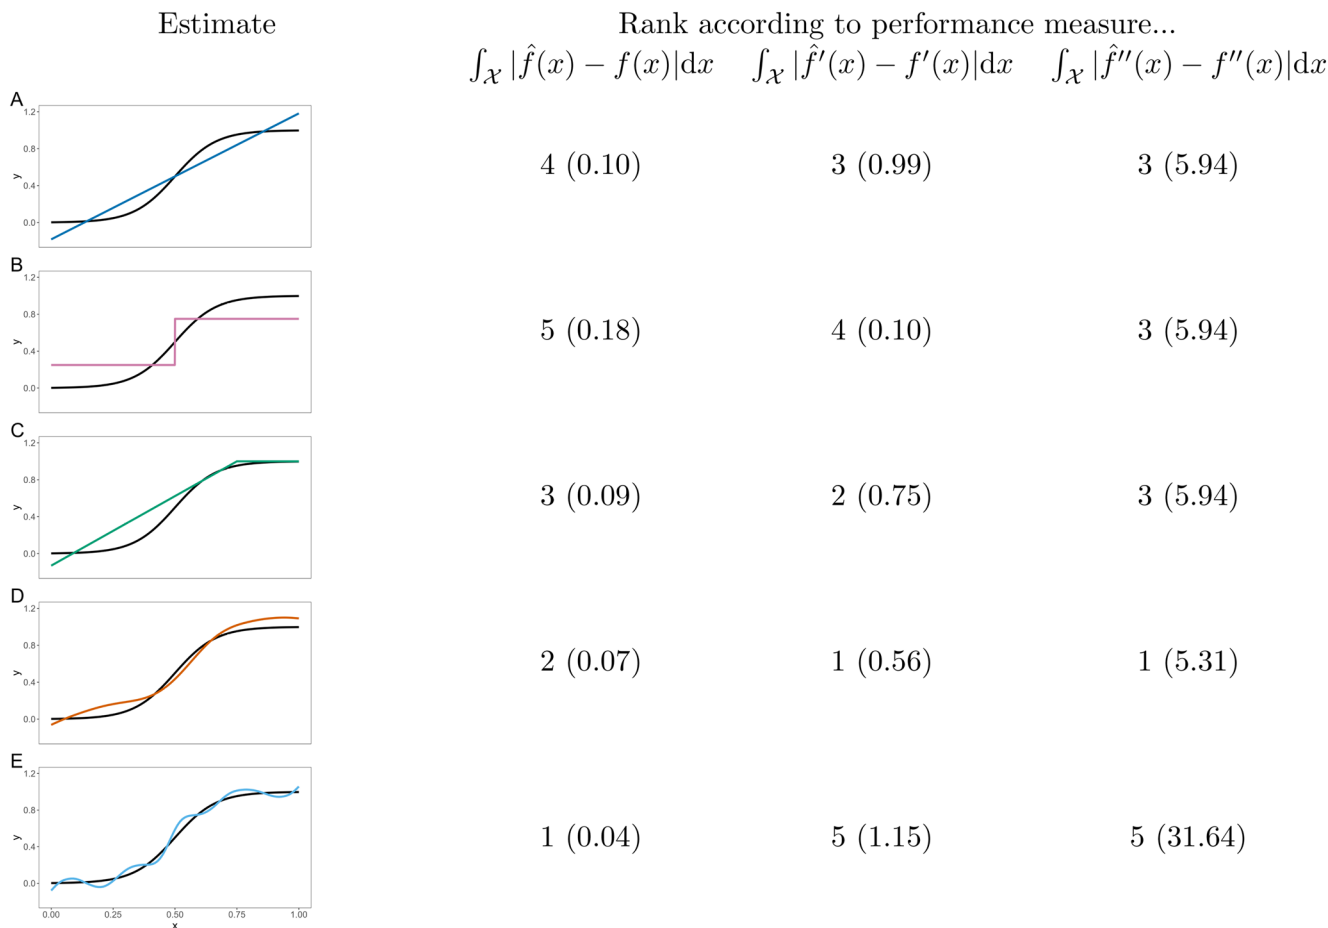 Estimate Rank according to performance measure...
∫_𝒳 |f̂(x) − f(x)|dx ∫_𝒳 |f̂′(x) − f′(x)|dx ∫_𝒳 |f̂″(x) − f″(x)|dx
A
1.2
0.8
0.4
0.0
y
4 (0.10) 3 (0.99) 3 (5.94)
B
1.2
0.8
0.4
0.0
y
5 (0.18) 4 (0.10) 3 (5.94)
C
1.2
0.8
0.4
0.0
y
3 (0.09) 2 (0.75) 3 (5.94)
D
1.2
0.8
0.4
0.0
y
2 (0.07) 1 (0.56) 1 (5.31)
E
1.2
0.8
0.4
0.0
y
1 (0.04) 5 (1.15) 5 (31.64)
0.00 0.25 0.50 0.75 1.00
x